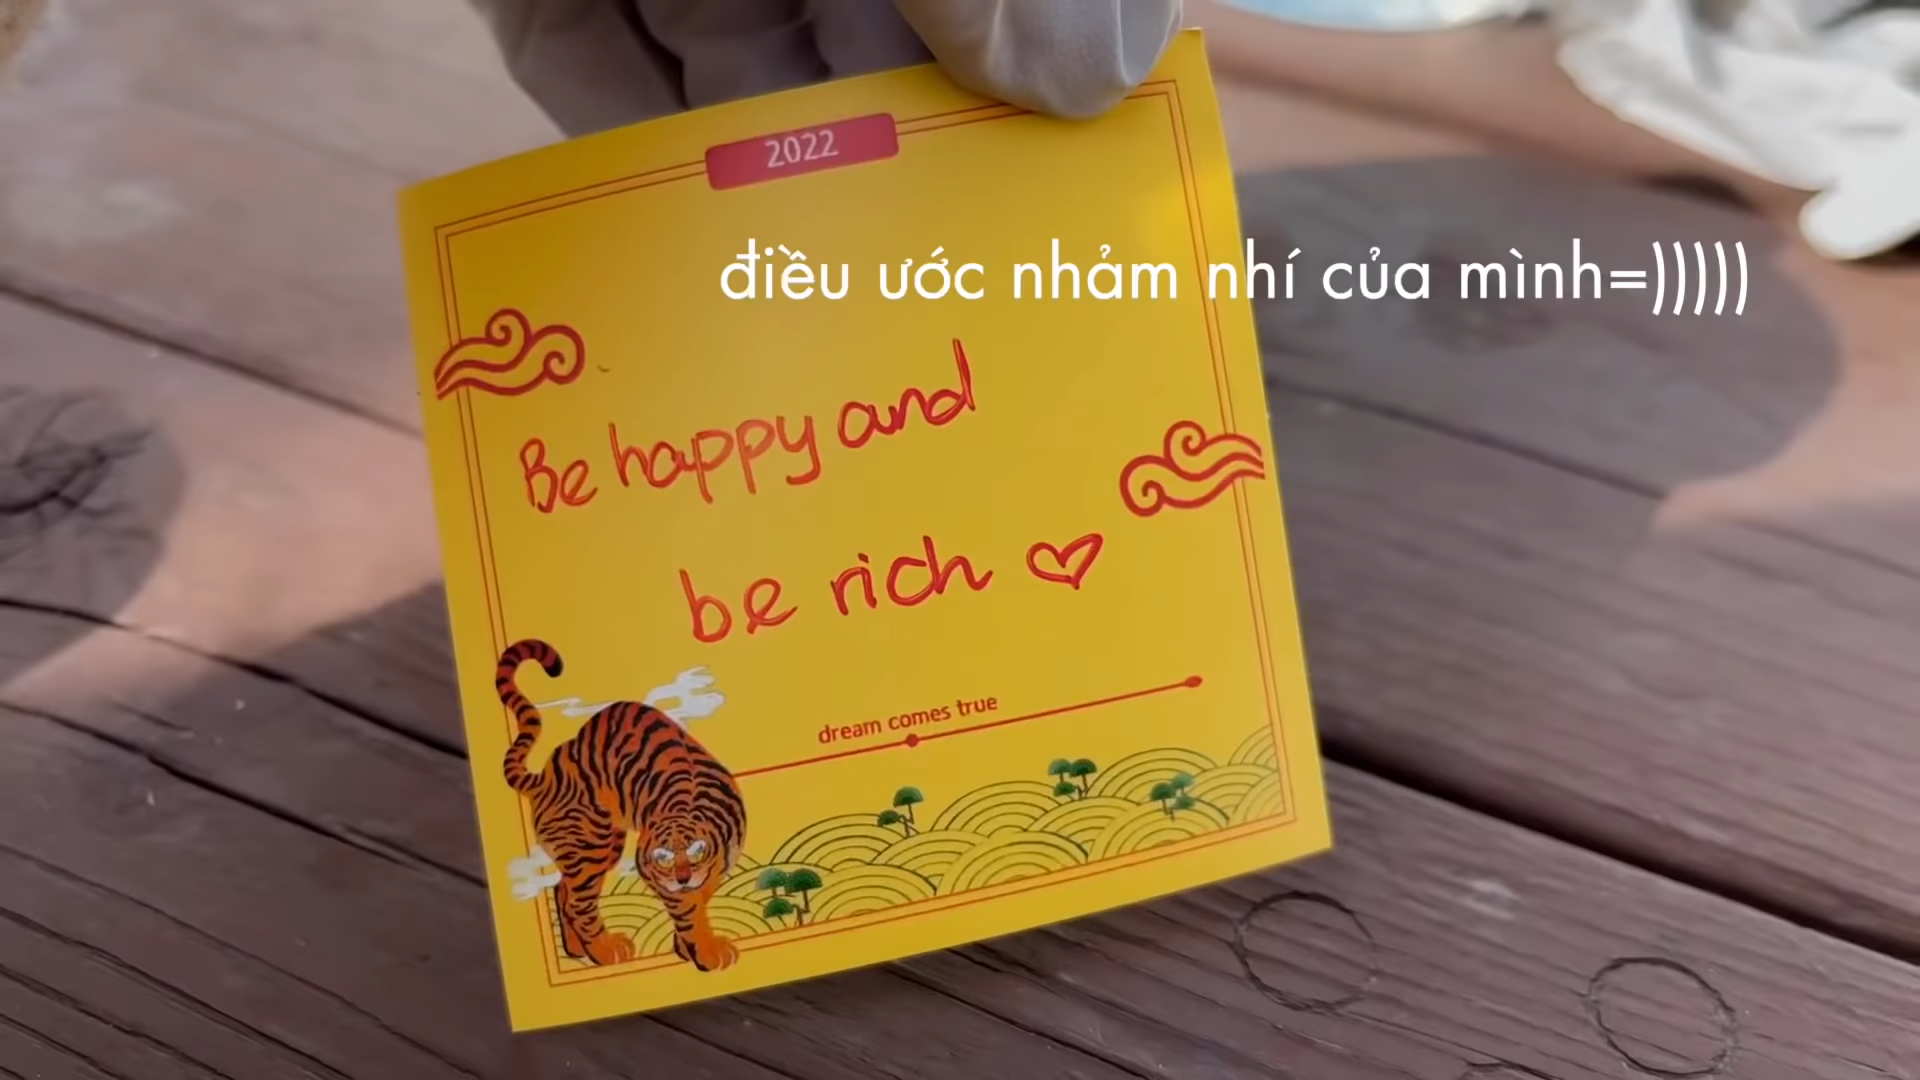 2022
điều ước nhảm nhí của mình=)))))
Be happy and
be rich ♡
dream comes true